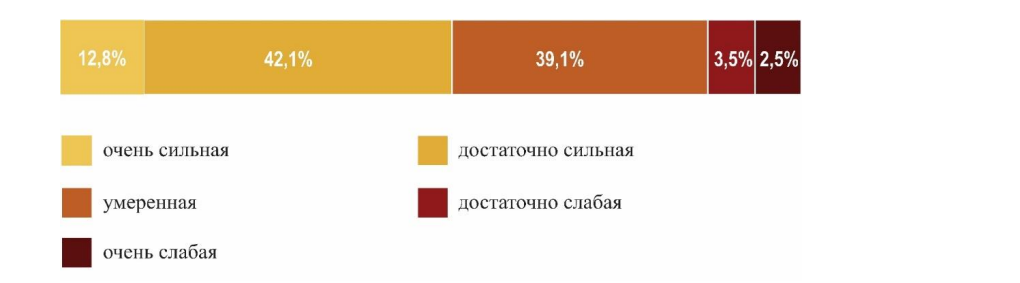 12,8% 42,1% 39,1% 3,5% 2,5%
очень сильная достаточно сильная
умеренная достаточно слабая
очень слабая